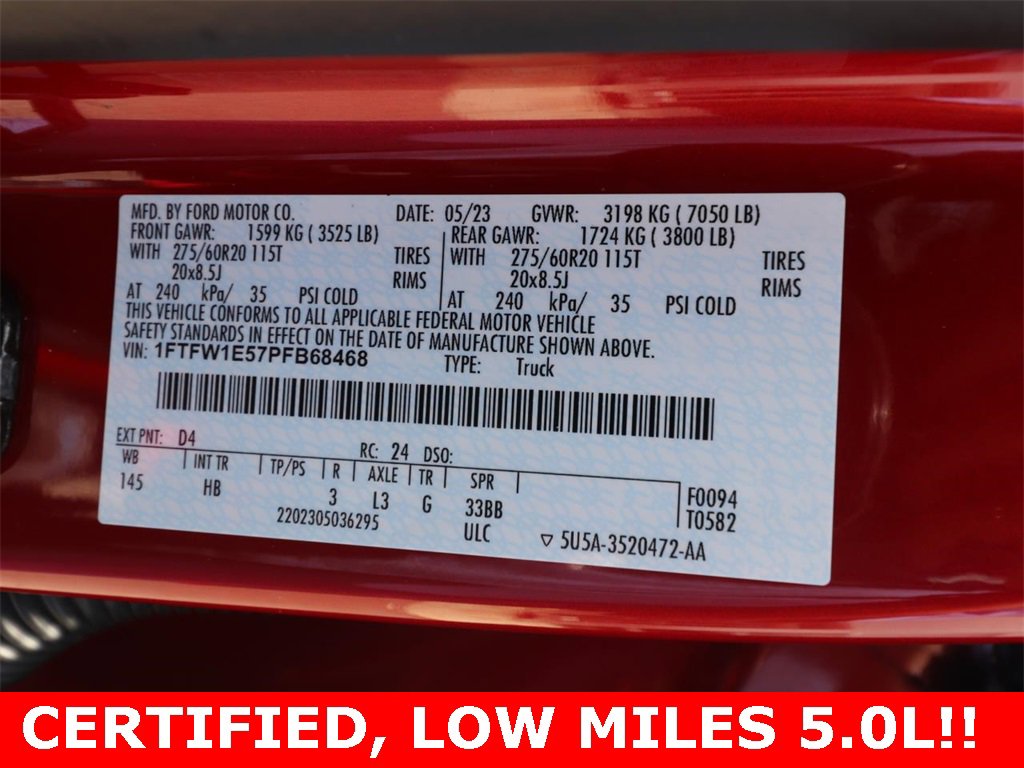 MFD. BY FORD MOTOR CO. DATE: 05/23 GVWR: 3198 KG ( 7050 LB)
FRONT GAWR: 1599 KG ( 3525 LB) REAR GAWR: 1724 KG ( 3800 LB)
WITH 275/60R20 115T TIRES WITH 275/60R20 115T TIRES
20x8.5J RIMS 20x8.5J RIMS
AT 240 kPa/ 35 PSI COLD AT 240 kPa/ 35 PSI COLD
THIS VEHICLE CONFORMS TO ALL APPLICABLE FEDERAL MOTOR VEHICLE
SAFETY STANDARDS IN EFFECT ON THE DATE OF MANUFACTURE SHOWN ABOVE.
VIN: 1FTFW1E57PFB68468 TYPE: Truck
EXT PNT: D4 RC: 24 DSO:
WB INT TR TP/PS R AXLE TR SPR
145 HB 3 L3 G 33BB F0094
2202305036295 ULC T0582
▽ 5U5A-3520472-AA
CERTIFIED, LOW MILES 5.0L!!